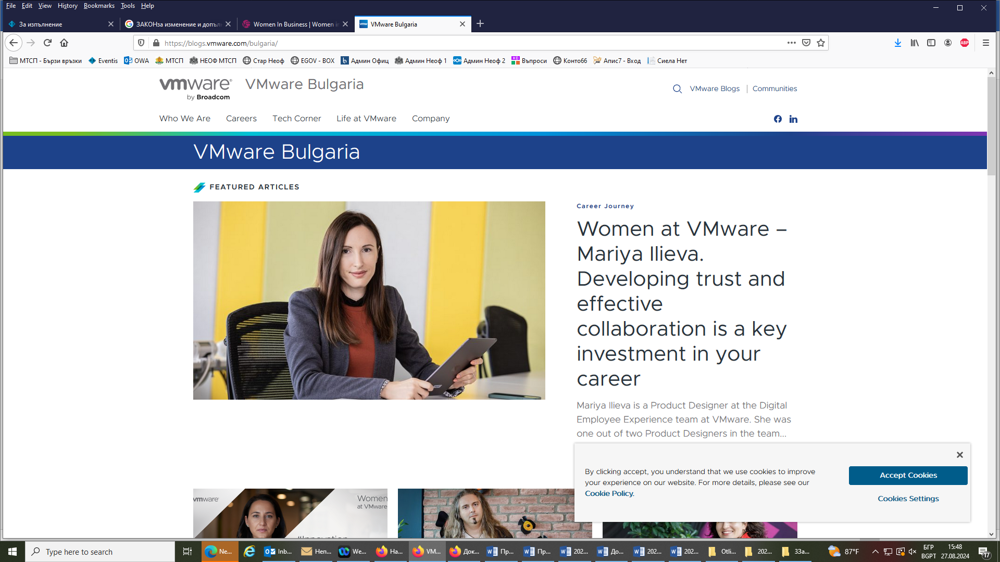 File Edit View History Bookmarks Tools Help
За изпълнение
ЗАКОНза изменение и допълн
Women In Business | Women in
VMware Bulgaria
https://blogs.vmware.com/bulgaria/
ABP
МТСП - Бързи връзки Eventis OWA МТСП НЕОФ МТСП Стар Неоф EGOV - BOX Админ Офиц Админ Неоф 1 Админ Неоф 2 Въпроси Конто66 Апис7 - Вход Сиела Нет
vmware® VMware Bulgaria
by Broadcom
VMware Blogs | Communities
Who We Are Careers Tech Corner Life at VMware Company
VMware Bulgaria
FEATURED ARTICLES
Career Journey
Women at VMware –
Mariya Ilieva.
Developing trust and
effective
collaboration is a key
investment in your
career
Mariya Ilieva is a Product Designer at the Digital
Employee Experience team at VMware. She was
one out of two Product Designers in the team...
By clicking accept, you understand that we use cookies to improve
your experience on our website. For more details, please see our
Cookie Policy.
Accept Cookies
Cookies Settings
vmware
Women
at VMware
"Innovation
Type here to search
Ne... Inb... Неп... We... На... VM... Док... Пр... Пр... 202... До... 202... 202... Otli... 202... 33a... 87°F
БГР
BGPT
15:48
27.08.2024
17